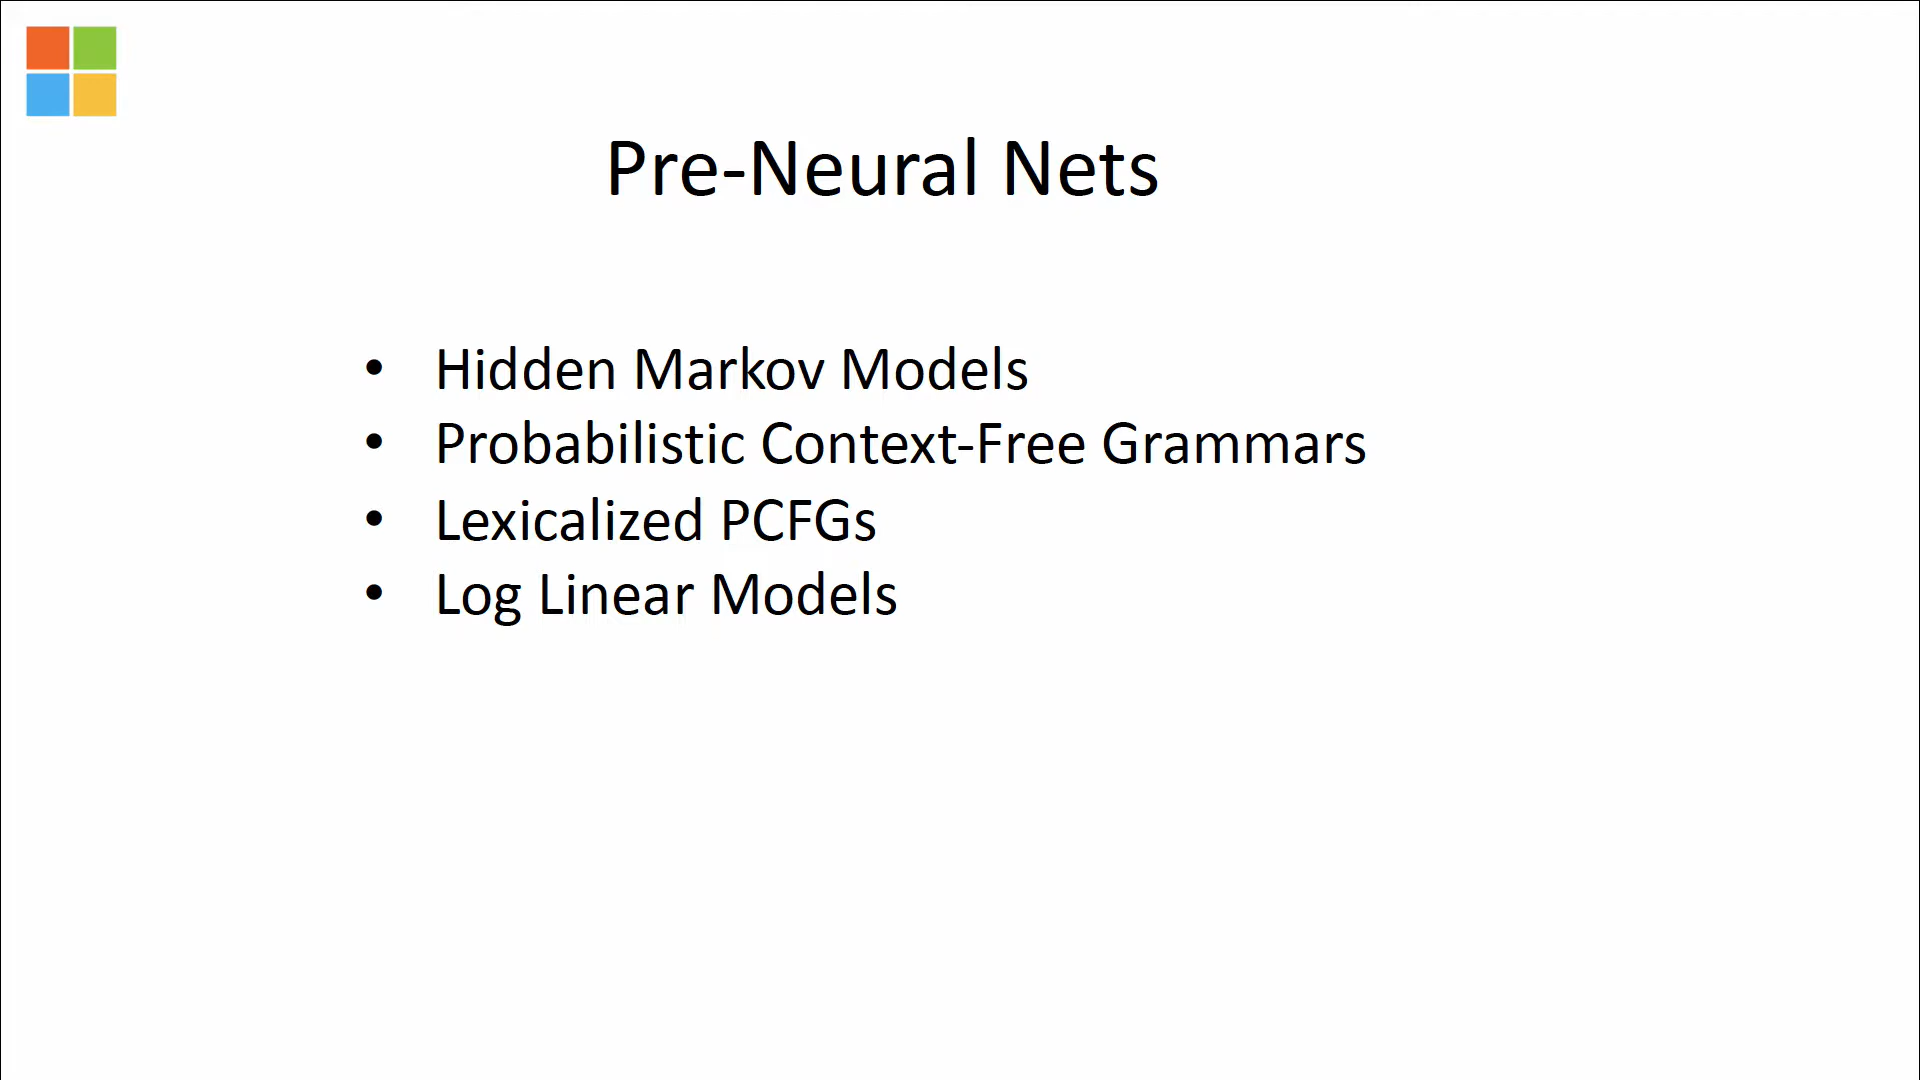 Pre-Neural Nets
• Hidden Markov Models
• Probabilistic Context-Free Grammars
• Lexicalized PCFGs
• Log Linear Models